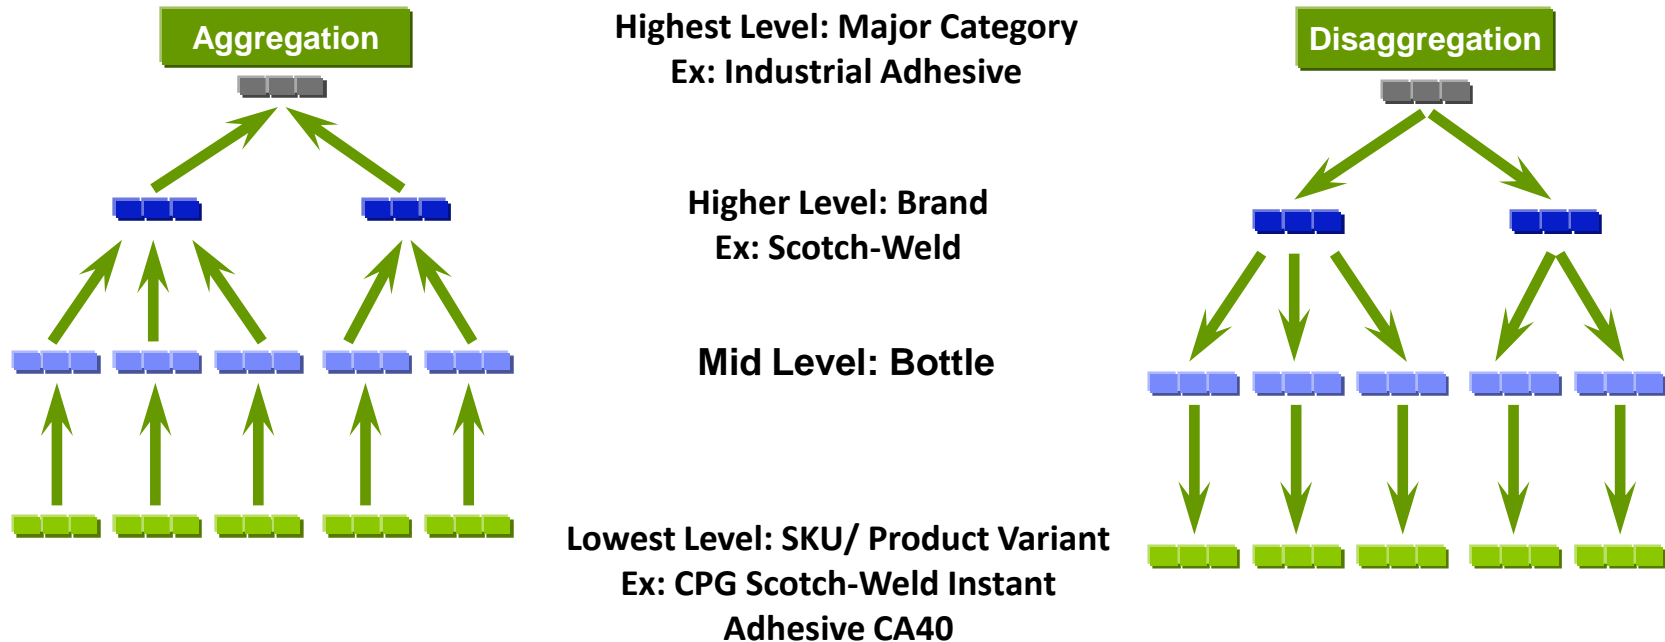 Aggregation
Highest Level: Major Category
Ex: Industrial Adhesive
Disaggregation
Higher Level: Brand
Ex: Scotch-Weld
Mid Level: Bottle
Lowest Level: SKU/ Product Variant
Ex: CPG Scotch-Weld Instant
Adhesive CA40